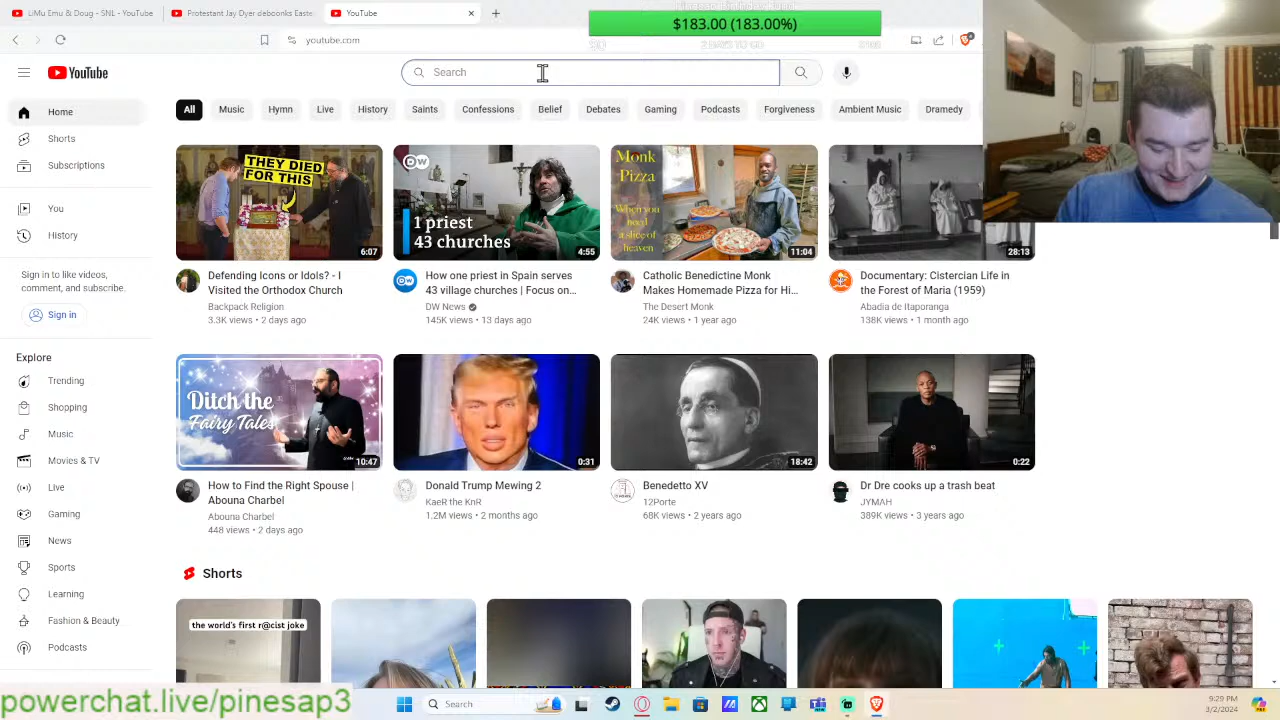 LiMu Emu & Doug - SNL - YouTub
Protestant Jay Dyer debooonks Easte
YouTube
$183.00 (183.00%)
youtube.com
YouTube
Search
Home
Shorts
Subscriptions
You
History
Sign in to like videos,
comment, and subscribe.
Sign in
Explore
Trending
Shopping
Music
Movies & TV
Live
Gaming
News
Sports
Learning
Fashion & Beauty
Podcasts
All Music Hymn Live History Saints Confessions Belief Debates Gaming Podcasts Forgiveness Ambient Music Dramedy
THEY DIED
FOR THIS
6:07
Defending Icons or Idols? - I
Visited the Orthodox Church
Backpack Religion
3.3K views • 2 days ago
DW
1 priest
43 churches
4:55
How one priest in Spain serves
43 village churches | Focus on...
DW News
145K views • 13 days ago
Monk
Pizza
When you
need
a slice of
heaven
11:04
Catholic Benedictine Monk
Makes Homemade Pizza for Hi...
The Desert Monk
24K views • 1 year ago
28:13
Documentary: Cistercian Life in
the Forest of Maria (1959)
Abadia de Itaporanga
138K views • 1 month ago
Ditch the
Fairy Tales
10:47
How to Find the Right Spouse |
Abouna Charbel
Abouna Charbel
448 views • 2 days ago
0:31
Donald Trump Mewing 2
KaeR the KnR
1.2M views • 2 months ago
18:42
Benedetto XV
12Porte
68K views • 2 years ago
0:22
Dr Dre cooks up a trash beat
JYMAH
389K views • 3 years ago
Shorts
the world's first r@cist joke
powerchat.live/pinesap3
Search
9:29 PM
3/2/2024